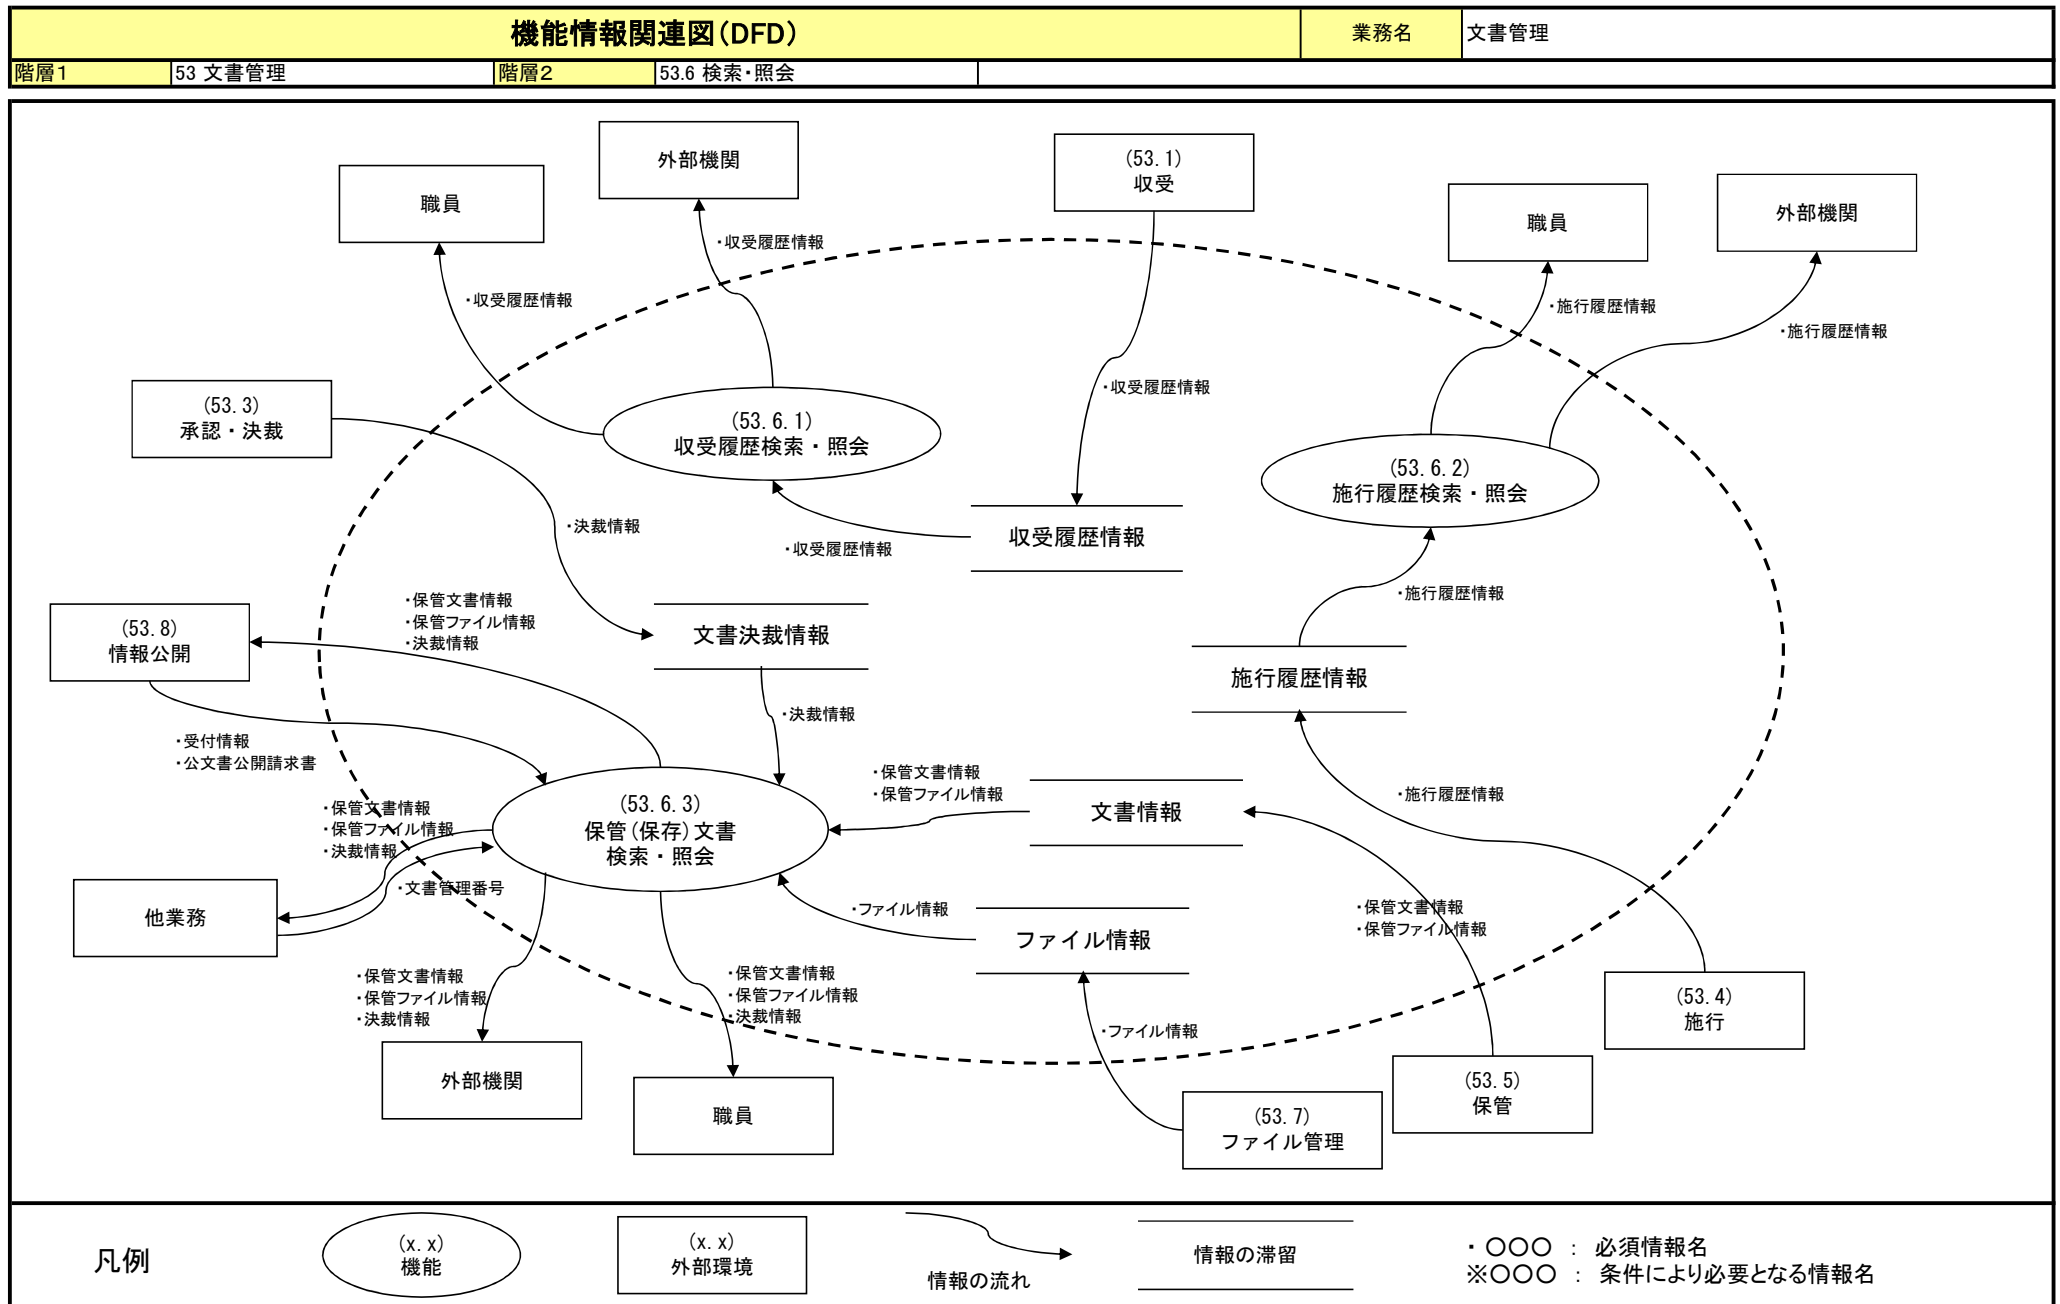 機能情報関連図(DFD)
業務名
文書管理
階層1
53 文書管理
階層2
53.6 検索・照会
外部機関
(53.1)
収受
職員
職員
外部機関
・収受履歴情報
・収受履歴情報
・施行履歴情報
・施行履歴情報
・収受履歴情報
(53.3)
承認・決裁
(53.6.1)
収受履歴検索・照会
(53.6.2)
施行履歴検索・照会
・決裁情報
・収受履歴情報
収受履歴情報
・施行履歴情報
・保管文書情報
・保管ファイル情報
・決裁情報
(53.8)
情報公開
文書決裁情報
施行履歴情報
・決裁情報
・受付情報
・公文書公開請求書
・保管文書情報
・保管ファイル情報
・施行履歴情報
(53.6.3)
保管(保存)文書
検索・照会
文書情報
・保管文書情報
・保管ファイル情報
・決裁情報
・文書管理番号
他業務
・ファイル情報
ファイル情報
・保管文書情報
・保管ファイル情報
・保管文書情報
・保管ファイル情報
・決裁情報
・保管文書情報
・保管ファイル情報
・決裁情報
(53.4)
施行
・ファイル情報
外部機関
職員
(53.5)
保管
(53.7)
ファイル管理
凡例
(x.x)
機能
(x.x)
外部環境
情報の流れ
情報の滞留
・ 〇〇〇 : 必須情報名
※〇〇〇 : 条件により必要となる情報名